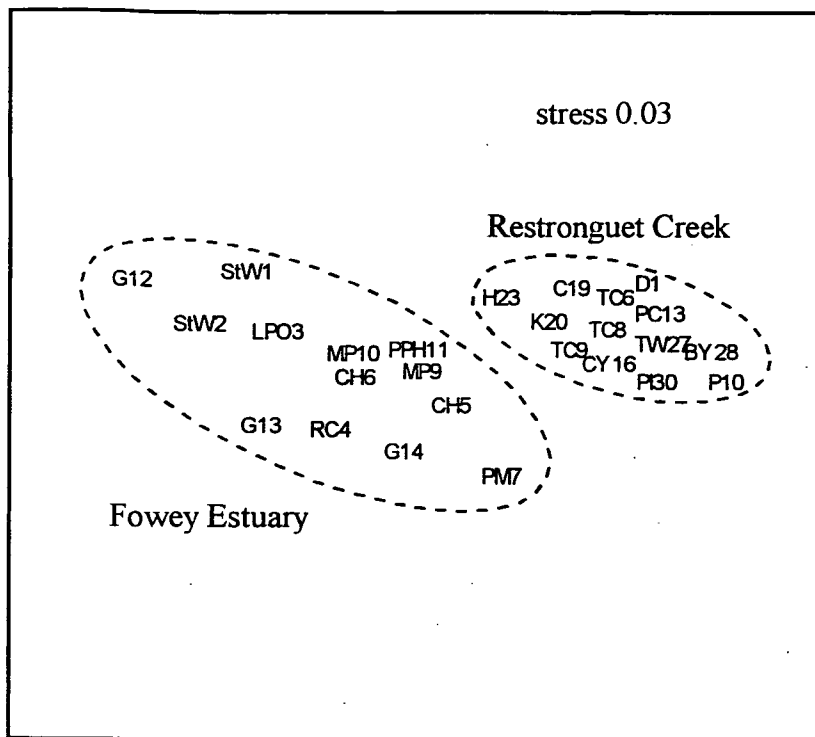 stress 0.03
Restronguet Creek
G12
StW1
StW2
LPO3
MP10
PPH11
CH6
MP9
CH5
G13
RC4
G14
PM7
Fowey Estuary
H23
C19
TC6
D1
K20
TC8
PC13
TC9
TW27
BY28
CY16
PI30
P10